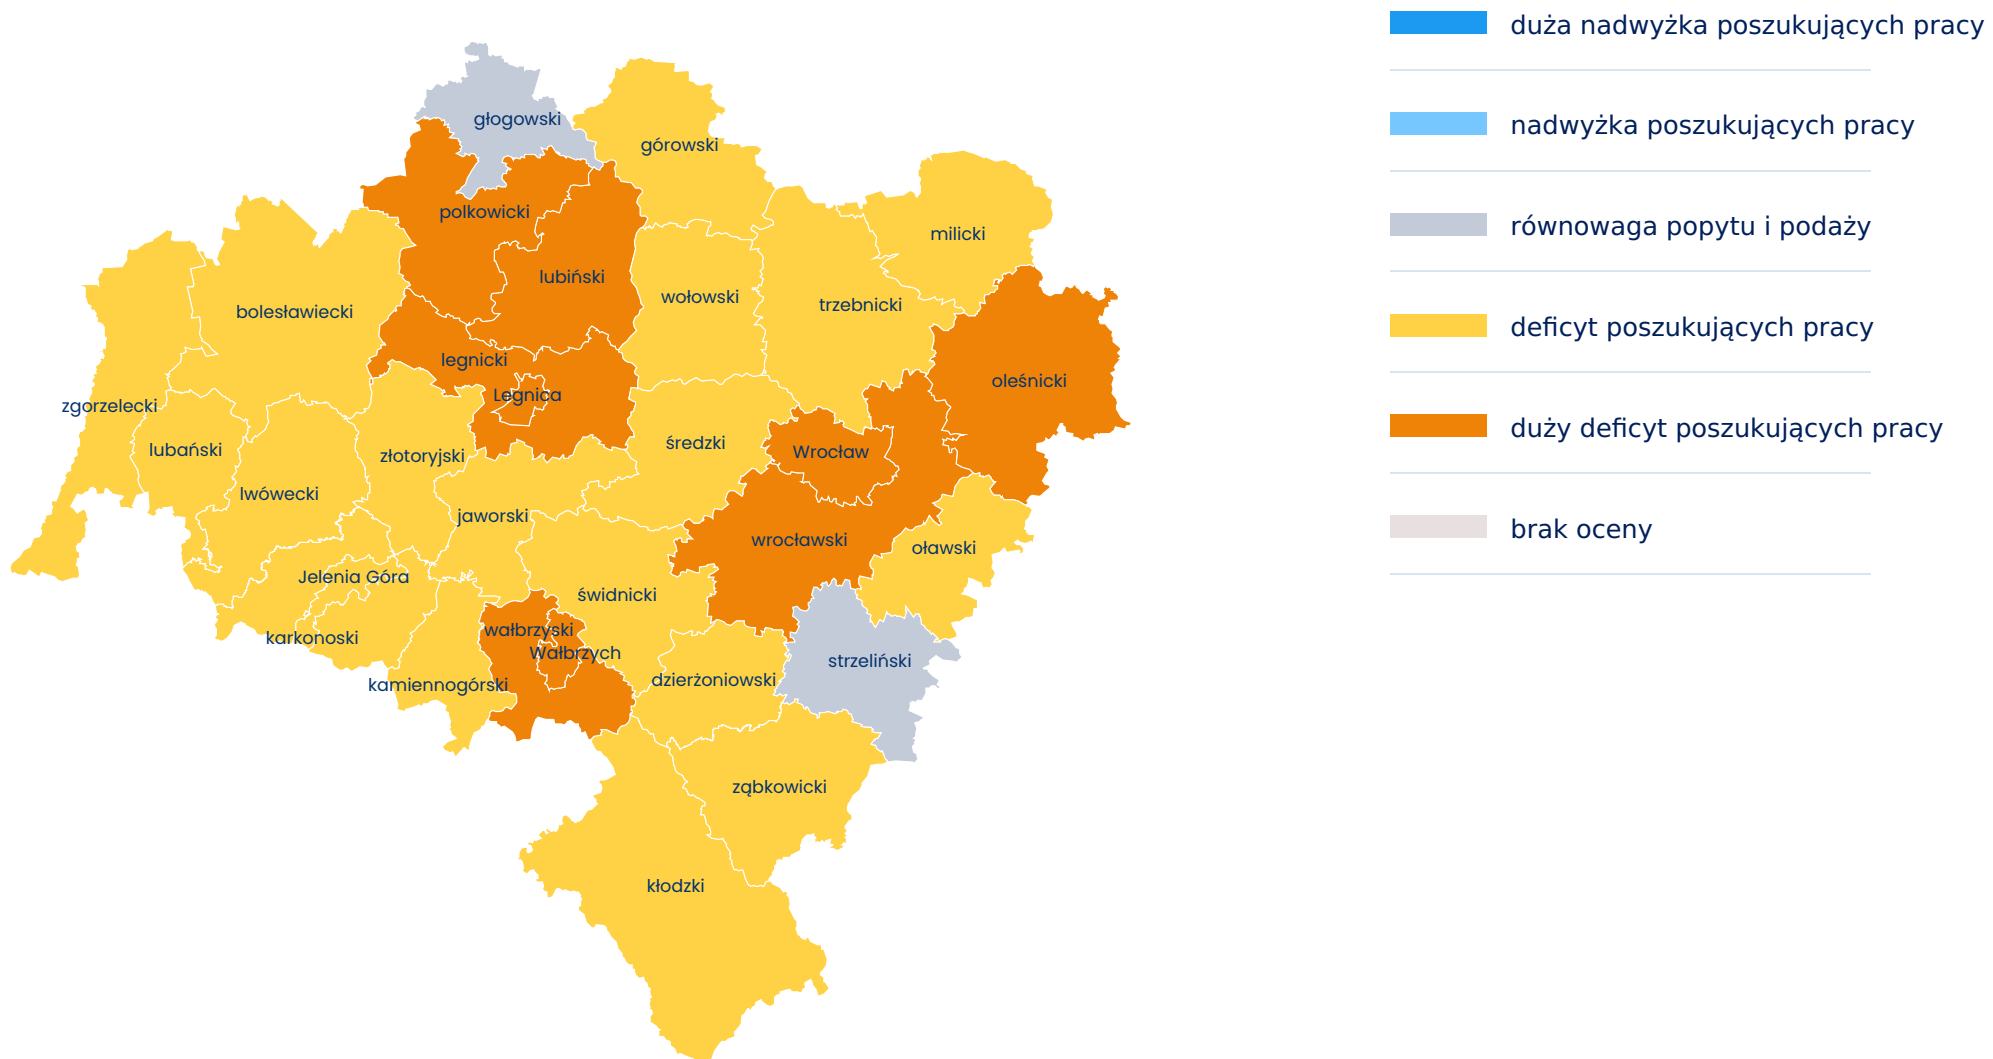 duża nadwyżka poszukujących pracy
nadwyżka poszukujących pracy
równowaga popytu i podaży
deficyt poszukujących pracy
duży deficyt poszukujących pracy
brak oceny
głogowski
górowski
polkowicki
milicki
lubiński
wołowski
trzebnicki
bolesławiecki
legnicki
oleśnicki
Legnica
zgorzelecki
średzki
lubański
Wrocław
złotoryjski
lwówecki
jaworski
wrocławski
oławski
Jelenia Góra
świdnicki
wałbrzyski
karkonoski
Wałbrzych
strzeliński
dzierżoniowski
kamiennogórski
ząbkowicki
kłodzki